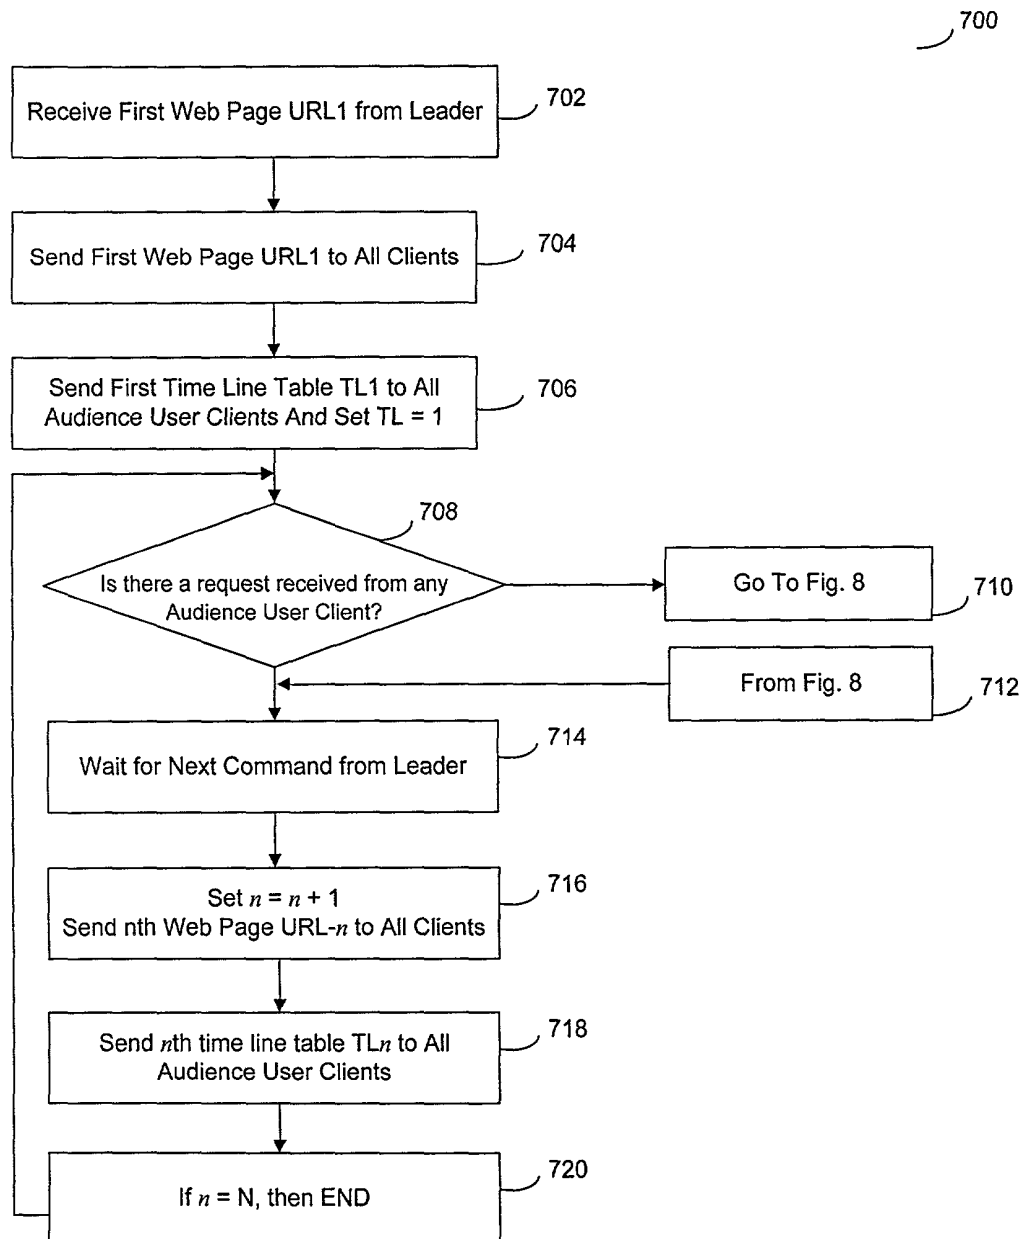 700
Receive First Web Page URL1 from Leader
702
Send First Web Page URL1 to All Clients
704
Send First Time Line Table TL1 to All
Audience User Clients And Set TL = 1
706
708
Is there a request received from any
Audience User Client?
Go To Fig. 8
710
From Fig. 8
712
Wait for Next Command from Leader
714
Set n = n + 1
Send nth Web Page URL-n to All Clients
716
Send nth time line table TLn to All
Audience User Clients
718
If n = N, then END
720